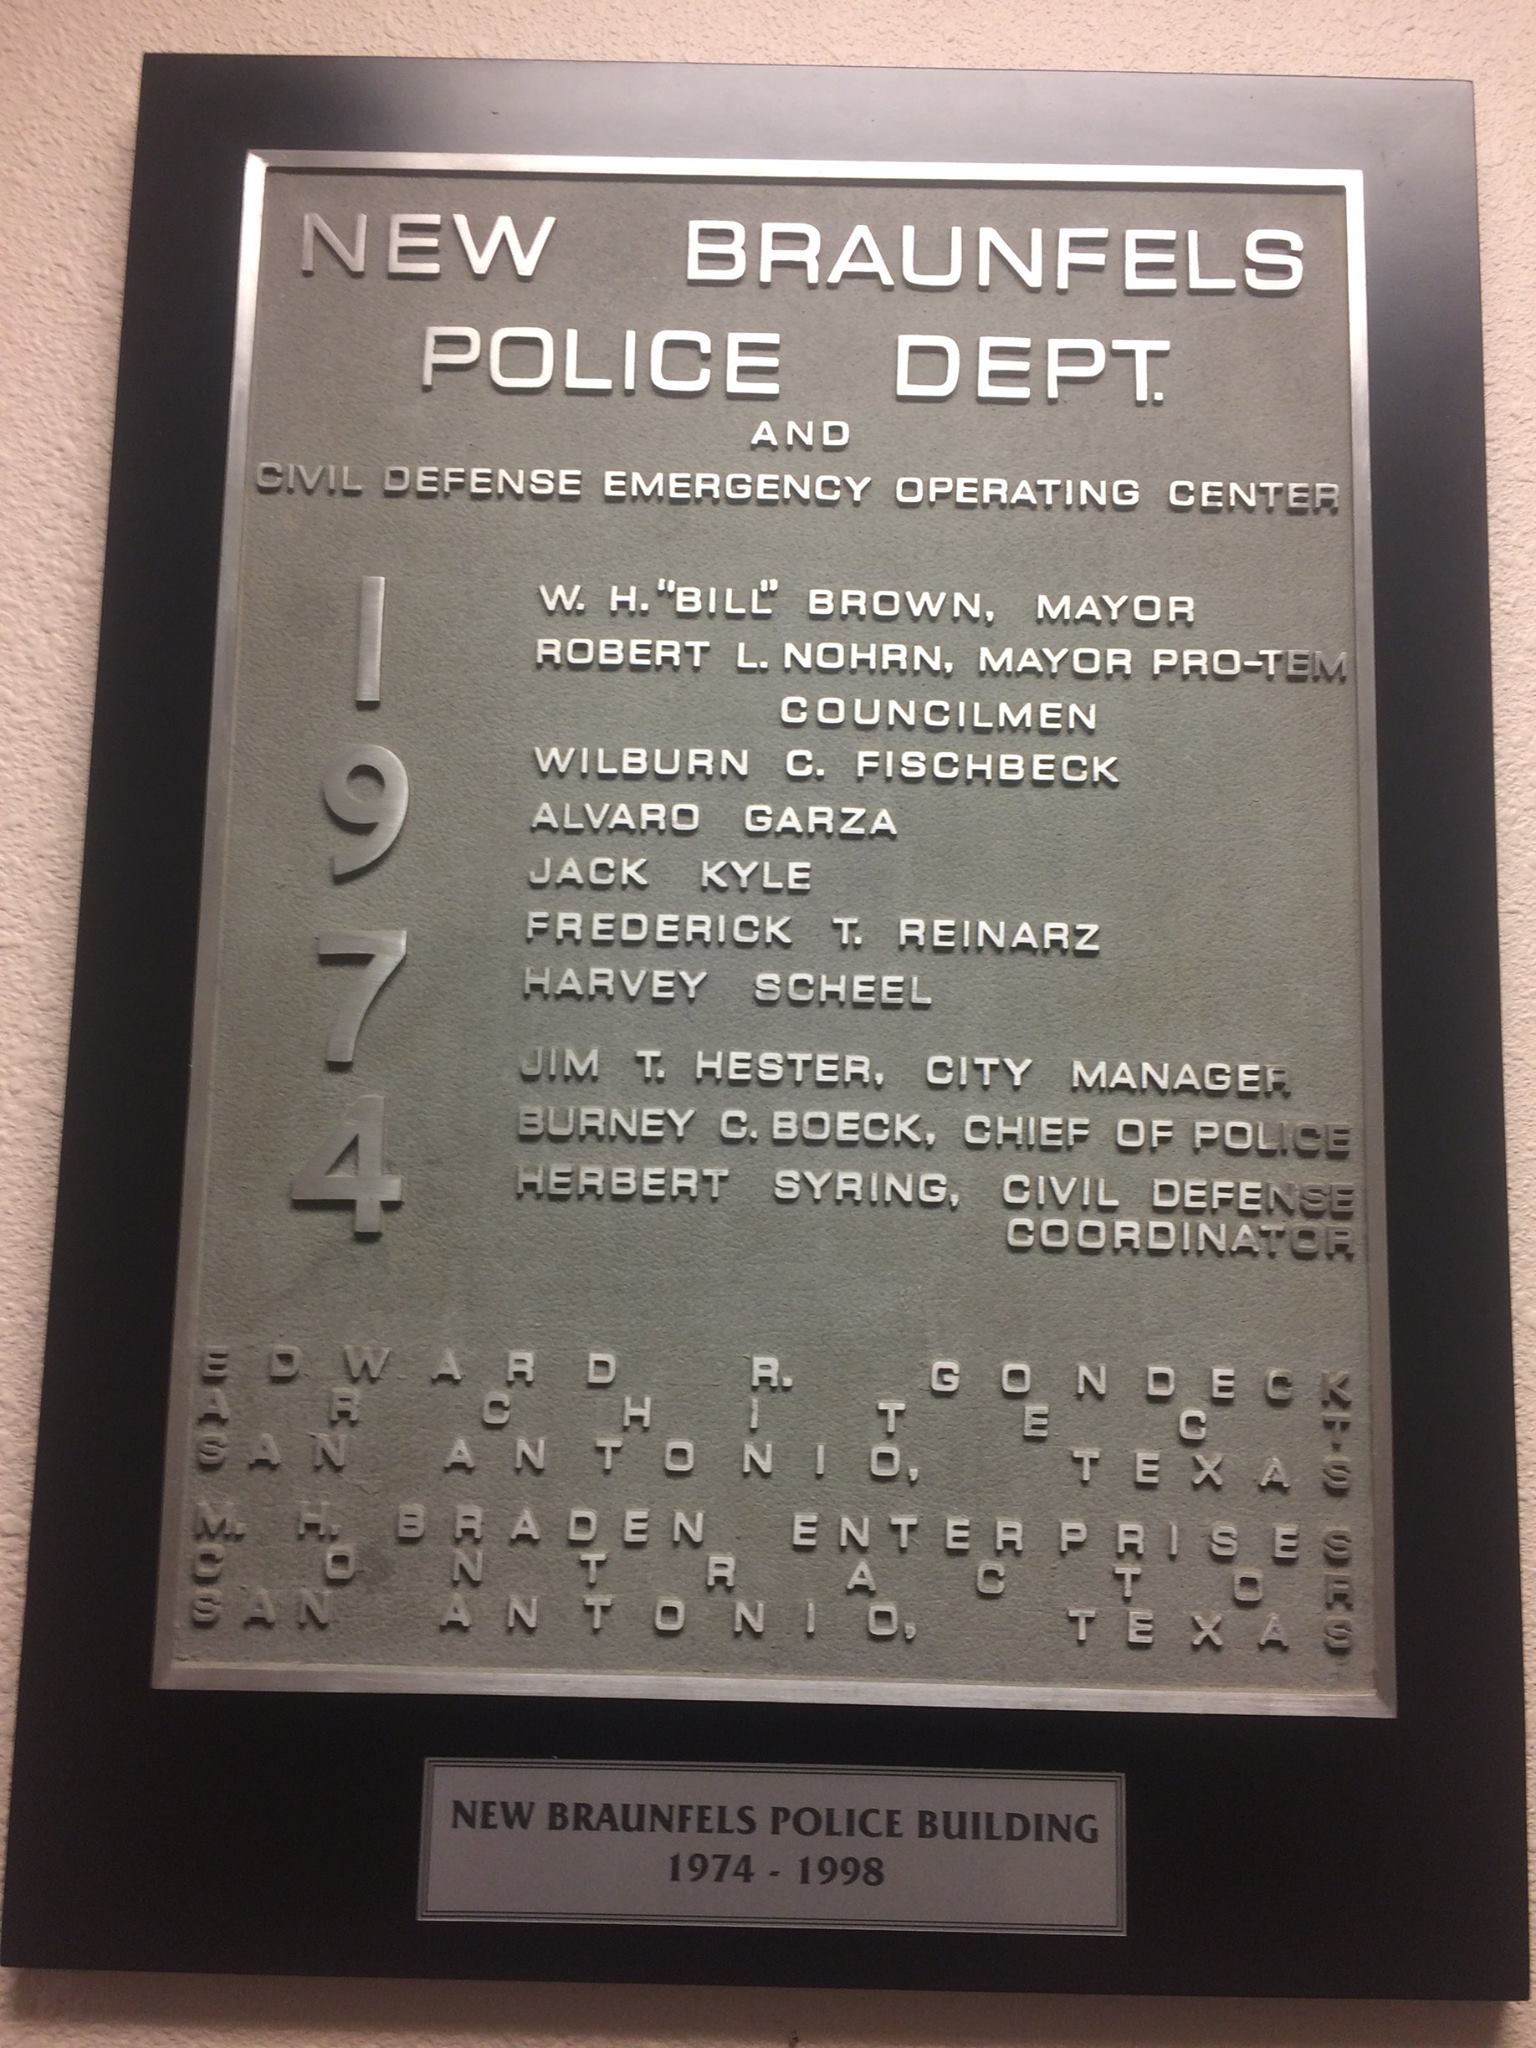 NEW BRAUNFELS
POLICE DEPT.
AND
CIVIL DEFENSE EMERGENCY OPERATING CENTER
1974
W. H. "BILL" BROWN, MAYOR
ROBERT L. NOHRN, MAYOR PRO-TEM
COUNCILMEN
WILBURN C. FISCHBECK
ALVARO GARZA
JACK KYLE
FREDERICK T. REINARZ
HARVEY SCHEEL
JIM T. HESTER, CITY MANAGER
BURNEY C. BOECK, CHIEF OF POLICE
HERBERT SYRING, CIVIL DEFENSE
COORDINATOR
EDWARD R. GONDECK
ARCHITECT
SAN ANTONIO, TEXAS
M. H. BRADEN ENTERPRISES
CONTRACTOR
SAN ANTONIO, TEXAS
NEW BRAUNFELS POLICE BUILDING
1974 - 1998